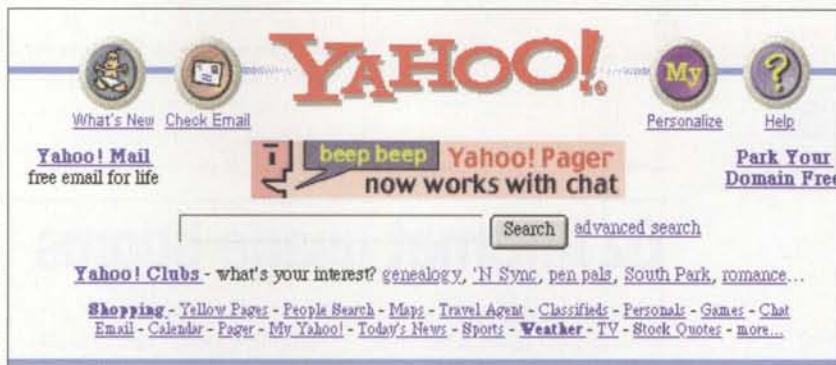 YAHOO!
My
?
What's New Check Email Personalize Help
Yahoo! Mail
free email for life
beep beep Yahoo! Pager
now works with chat
Park Your
Domain Free
Search advanced search
Yahoo! Clubs - what's your interest? genealogy, 'N Sync, pen pals, South Park, romance...
Shopping - Yellow Pages - People Search - Maps - Travel Agent - Classifieds - Personals - Games - Chat
Email - Calendar - Pager - My Yahoo! - Today's News - Sports - Weather - TV - Stock Quotes - more...